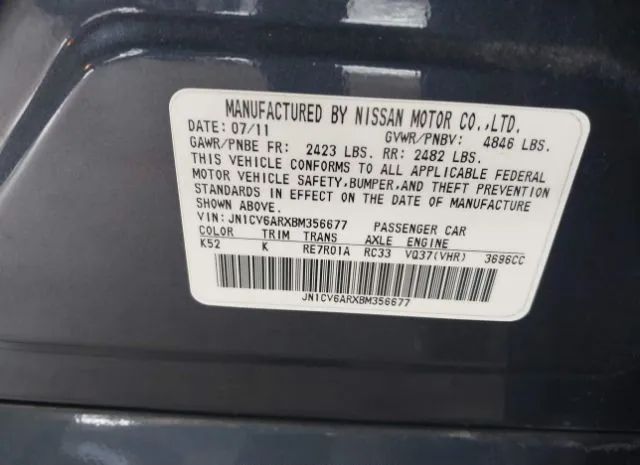 MANUFACTURED BY NISSAN MOTOR CO.,LTD.
DATE: 07/11 GVWR/PNBV: 4846 LBS.
GAWR/PNBE FR: 2423 LBS. RR: 2482 LBS.
THIS VEHICLE CONFORMS TO ALL APPLICABLE FEDERAL
MOTOR VEHICLE SAFETY,BUMPER,AND THEFT PREVENTION
STANDARDS IN EFFECT ON THE DATE OF MANUFACTURE
SHOWN ABOVE.
VIN: JN1CV6ARXBM356677 PASSENGER CAR
COLOR TRIM TRANS AXLE ENGINE
K52 K RE7R01A RC33 VQ37(VHR) 3696CC
JN1CV6ARXBM356677